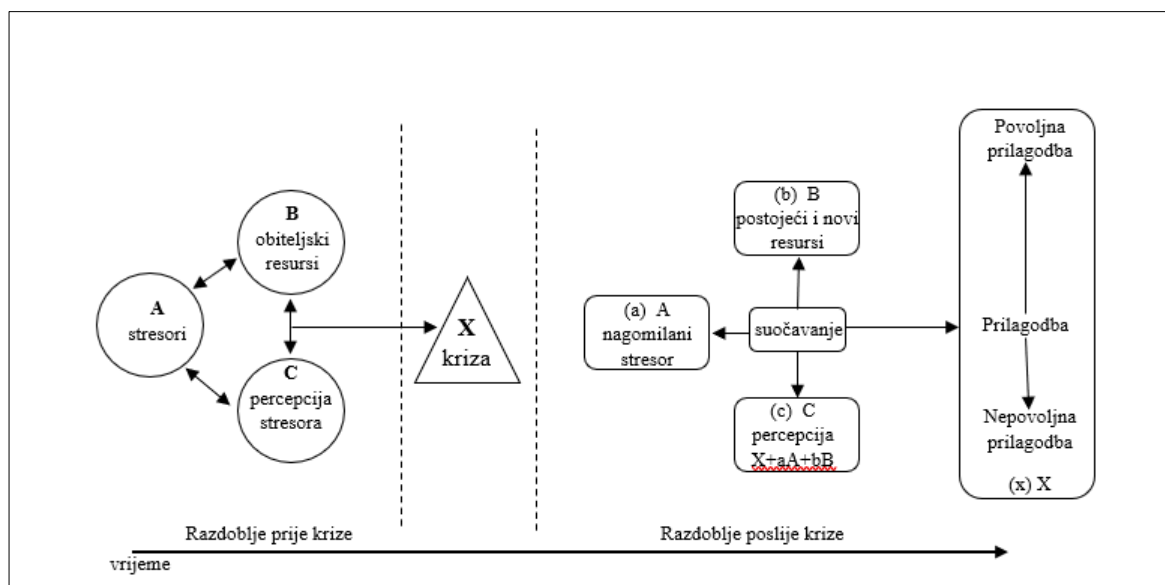 A
stresori
B
obiteljski
resursi
C
percepcija
stresora
X
kriza
(a) A
nagomilani
stresor
(b) B
postojeći i novi
resursi
suočavanje
(c) C
percepcija
X+aA+bB
Povoljna
prilagodba
Prilagodba
Nepovoljna
prilagodba
(x) X
Razdoblje prije krize
Razdoblje poslije krize
vrijeme